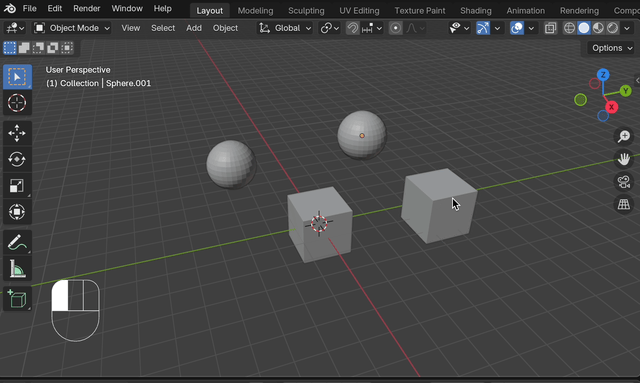 File Edit Render Window Help Layout Modeling Sculpting UV Editing Texture Paint Shading Animation Rendering
Object Mode View Select Add Object Global
Options
User Perspective
(1) Collection | Sphere.001
Z
Y
X